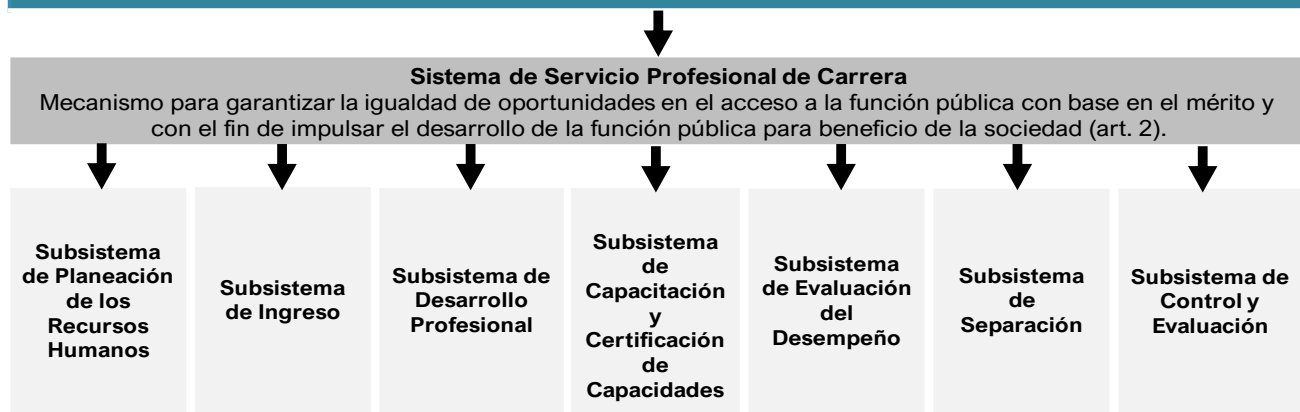 Sistema de Servicio Profesional de Carrera
Mecanismo para garantizar la igualdad de oportunidades en el acceso a la función pública con base en el mérito y
con el fin de impulsar el desarrollo de la función pública para beneficio de la sociedad (art. 2).
Subsistema
de Planeación
de los
Recursos
Humanos
Subsistema
de Ingreso
Subsistema de
Desarrollo
Profesional
Subsistema
de
Capacitación
y
Certificación
de
Capacidades
Subsistema
de Evaluación
del
Desempeño
Subsistema
de
Separación
Subsistema de
Control y
Evaluación